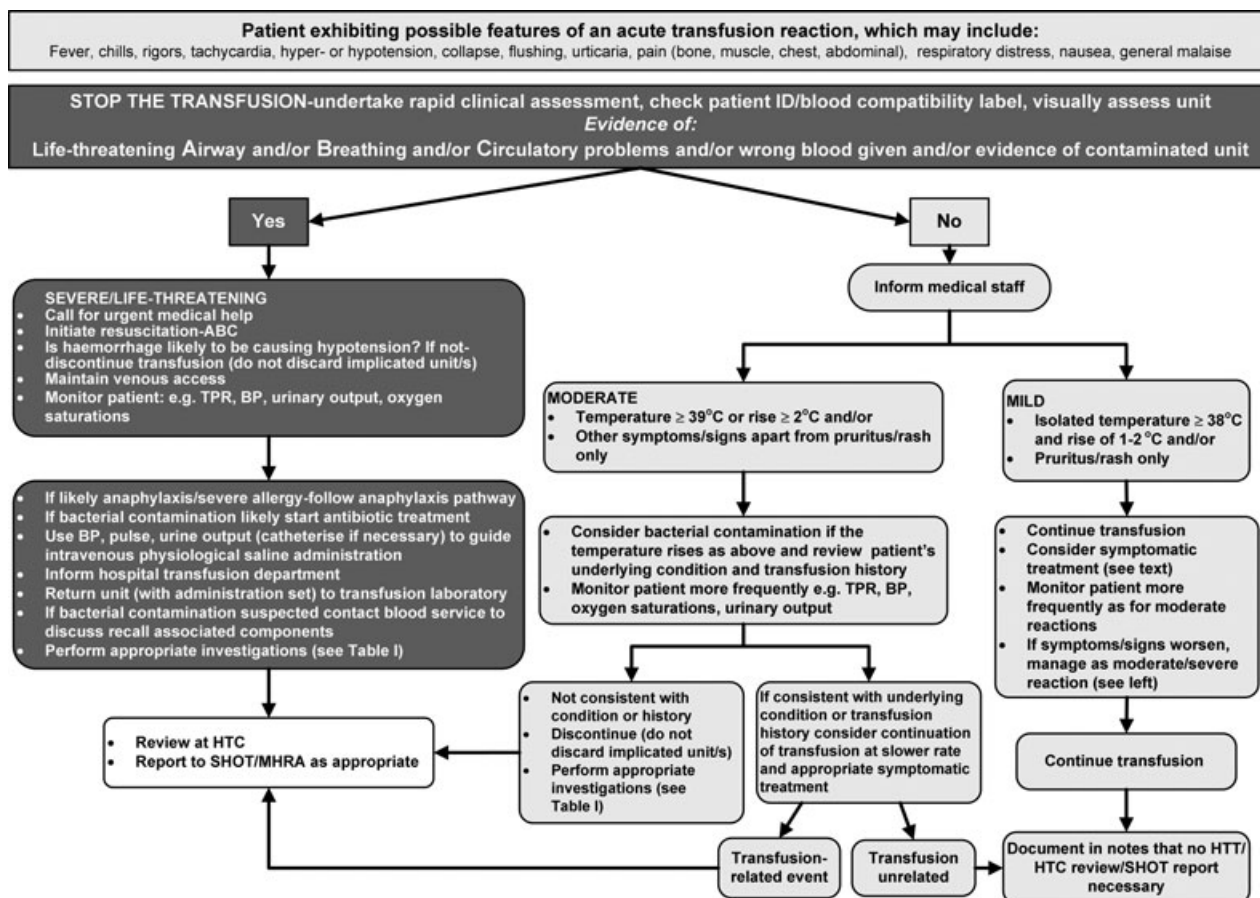 Patient exhibiting possible features of an acute transfusion reaction, which may include:
Fever, chills, rigors, tachycardia, hyper- or hypotension, collapse, flushing, urticaria, pain (bone, muscle, chest, abdominal), respiratory distress, nausea, general malaise
STOP THE TRANSFUSION-undertake rapid clinical assessment, check patient ID/blood compatibility label, visually assess unit
Evidence of:
Life-threatening Airway and/or Breathing and/or Circulatory problems and/or wrong blood given and/or evidence of contaminated unit
Yes
No
SEVERE/LIFE-THREATENING
• Call for urgent medical help
• Initiate resuscitation-ABC
• Is haemorrhage likely to be causing hypotension? If not-
discontinue transfusion (do not discard implicated unit/s)
• Maintain venous access
• Monitor patient: e.g. TPR, BP, urinary output, oxygen
saturations
• If likely anaphylaxis/severe allergy-follow anaphylaxis pathway
• If bacterial contamination likely start antibiotic treatment
• Use BP, pulse, urine output (catheterise if necessary) to guide
intravenous physiological saline administration
• Inform hospital transfusion department
• Return unit (with administration set) to transfusion laboratory
• If bacterial contamination suspected contact blood service to
discuss recall associated components
• Perform appropriate investigations (see Table I)
• Review at HTC
• Report to SHOT/MHRA as appropriate
Inform medical staff
MODERATE
• Temperature ≥ 39°C or rise ≥ 2°C and/or
• Other symptoms/signs apart from pruritus/rash
only
• Consider bacterial contamination if the
temperature rises as above and review patient's
underlying condition and transfusion history
• Monitor patient more frequently e.g. TPR, BP,
oxygen saturations, urinary output
• Not consistent with
condition or history
• Discontinue (do not
discard implicated unit/s)
• Perform appropriate
investigations (see
Table I)
If consistent with underlying
condition or transfusion
history consider continuation
of transfusion at slower rate
and appropriate symptomatic
treatment
Transfusion-
related event
Transfusion
unrelated
MILD
• Isolated temperature ≥ 38°C
and rise of 1-2 °C and/or
• Pruritus/rash only
• Continue transfusion
• Consider symptomatic
treatment (see text)
• Monitor patient more
frequently as for moderate
reactions
• If symptoms/signs worsen,
manage as moderate/severe
reaction (see left)
Continue transfusion
Document in notes that no HTT/
HTC review/SHOT report
necessary